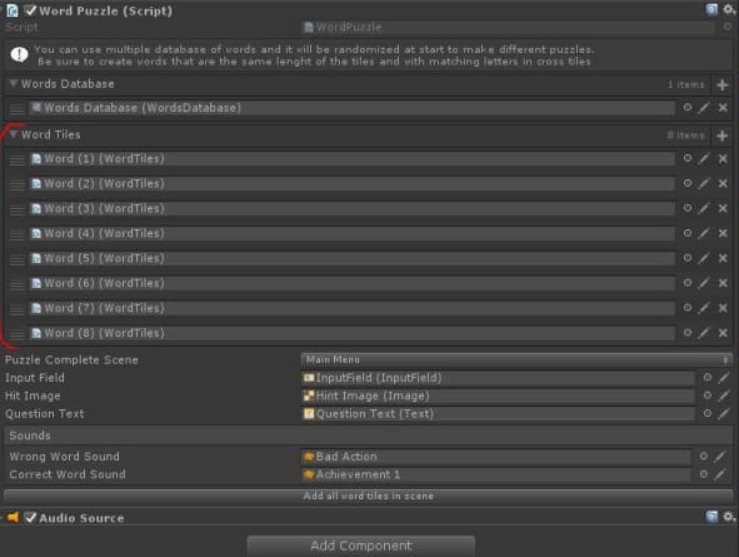 Word Puzzle (Script)
Script WordPuzzle
You can use multiple database of words and it will be randomized at start to make different puzzles.
Be sure to create words that are the same lenght of the tiles and with matching letters in cross tiles
Words Database 1 items
Words Database (WordsDatabase)
Word Tiles 8 items
Word (1) (WordTiles)
Word (2) (WordTiles)
Word (3) (WordTiles)
Word (4) (WordTiles)
Word (5) (WordTiles)
Word (6) (WordTiles)
Word (7) (WordTiles)
Word (8) (WordTiles)
Puzzle Complete Scene Main Menu
Input Field InputField (InputField)
Hit Image Hint Image (Image)
Question Text Question Text (Text)
Sounds
Wrong Word Sound Bad Action
Correct Word Sound Achievement 1
Add all word tiles in scene
Audio Source
Add Component